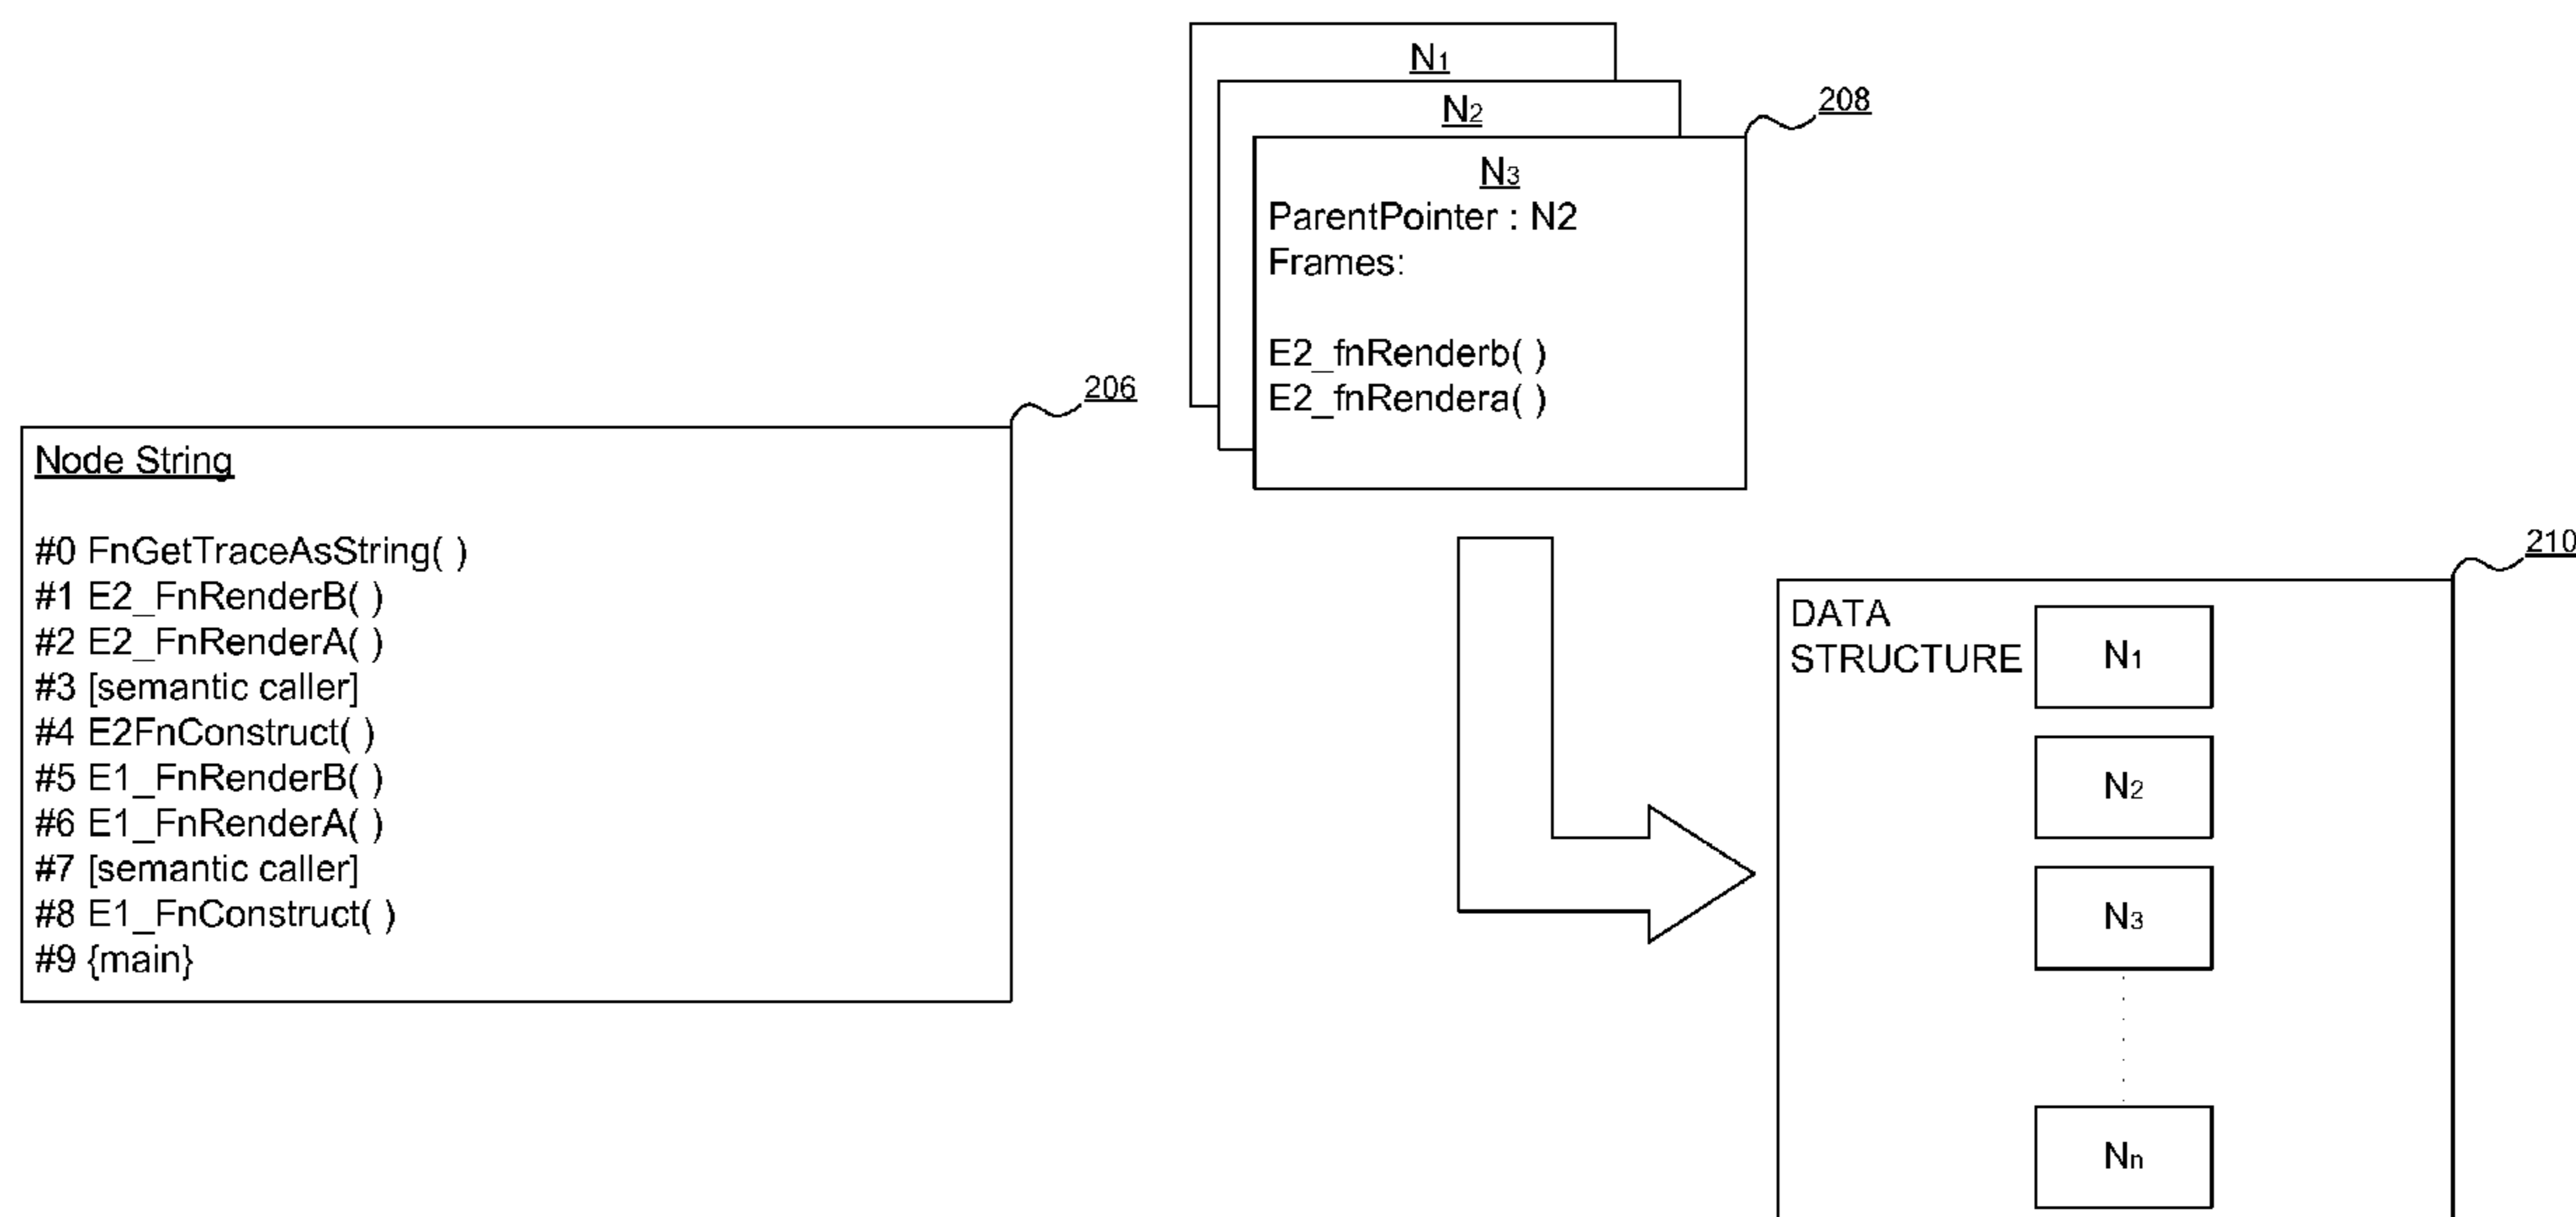 N1
N2
208
N3
ParentPointer : N2
Frames:
E2_fnRenderb( )
E2_fnRendera( )
206
Node String
#0 FnGetTraceAsString( )
#1 E2_FnRenderB( )
#2 E2_FnRenderA( )
#3 [semantic caller]
#4 E2FnConstruct( )
#5 E1_FnRenderB( )
#6 E1_FnRenderA( )
#7 [semantic caller]
#8 E1_FnConstruct( )
#9 {main}
210
DATA
STRUCTURE
N1
N2
N3
Nn